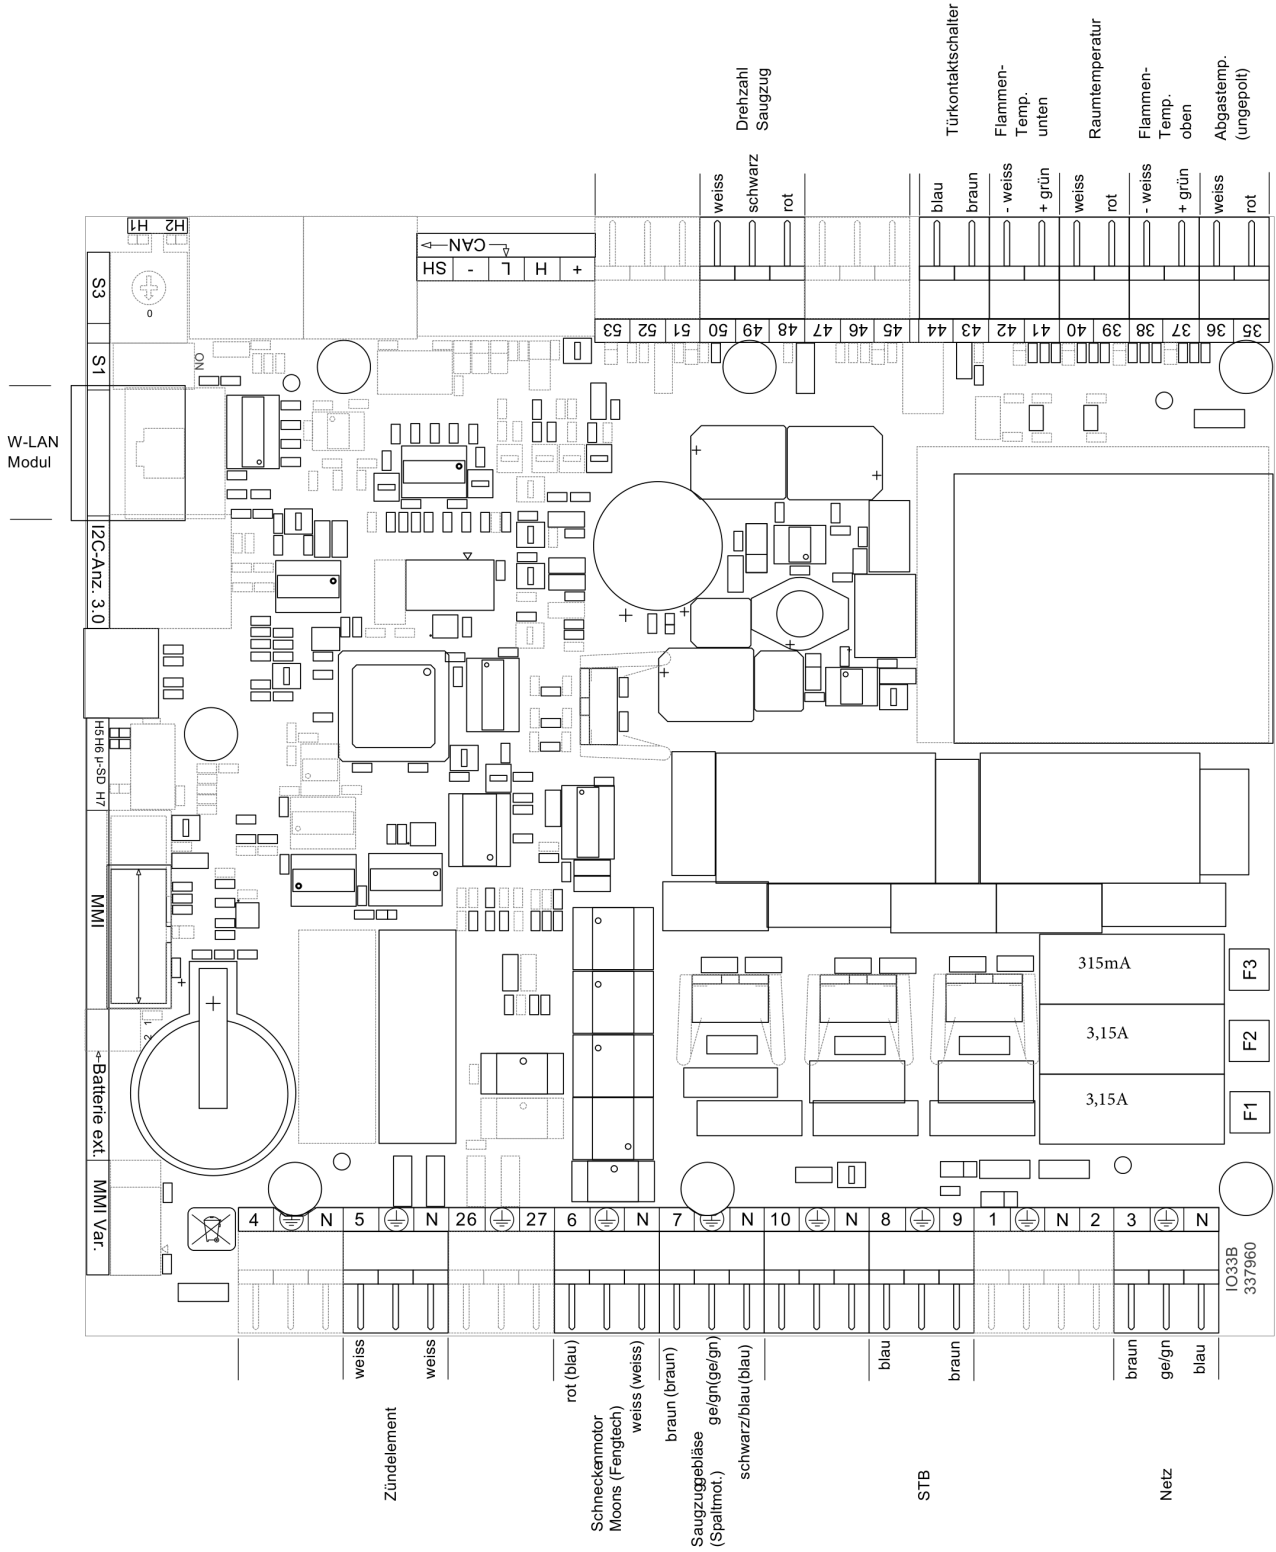 Drehzahl
Saugzug
Türkontaktschalter
Flammen-
Temp.
unten
Raumtemperatur
Flammen-
Temp.
oben
Abgastemp.
(ungepolt)
weiss
schwarz
rot
blau
braun
- weiss
+ grün
weiss
rot
- weiss
+ grün
weiss
rot
H1
H2
CAN
SH
-
L
H
+
53
52
51
50
49
48
47
46
45
44
43
42
41
40
39
38
37
36
35
S3
0
S1
ON
W-LAN
Modul
I2C-Anz. 3.0
H5 H6 µ-SD H7
MMI
2 1
Batterie ext.
MMI Var.
315mA
F3
3,15A
F2
3,15A
F1
4
N
5
N
26
27
6
N
7
N
10
N
8
9
1
N
2
3
N
IO33B
337960
weiss
weiss
rot (blau)
weiss (weiss)
braun (braun)
ge/gn(ge/gn)
schwarz/blau(blau)
blau
braun
braun
ge/gn
blau
Zündelement
Schneckenmotor
Moons (Fengtech)
Saugzuggebläse
(Spaltmot.)
STB
Netz